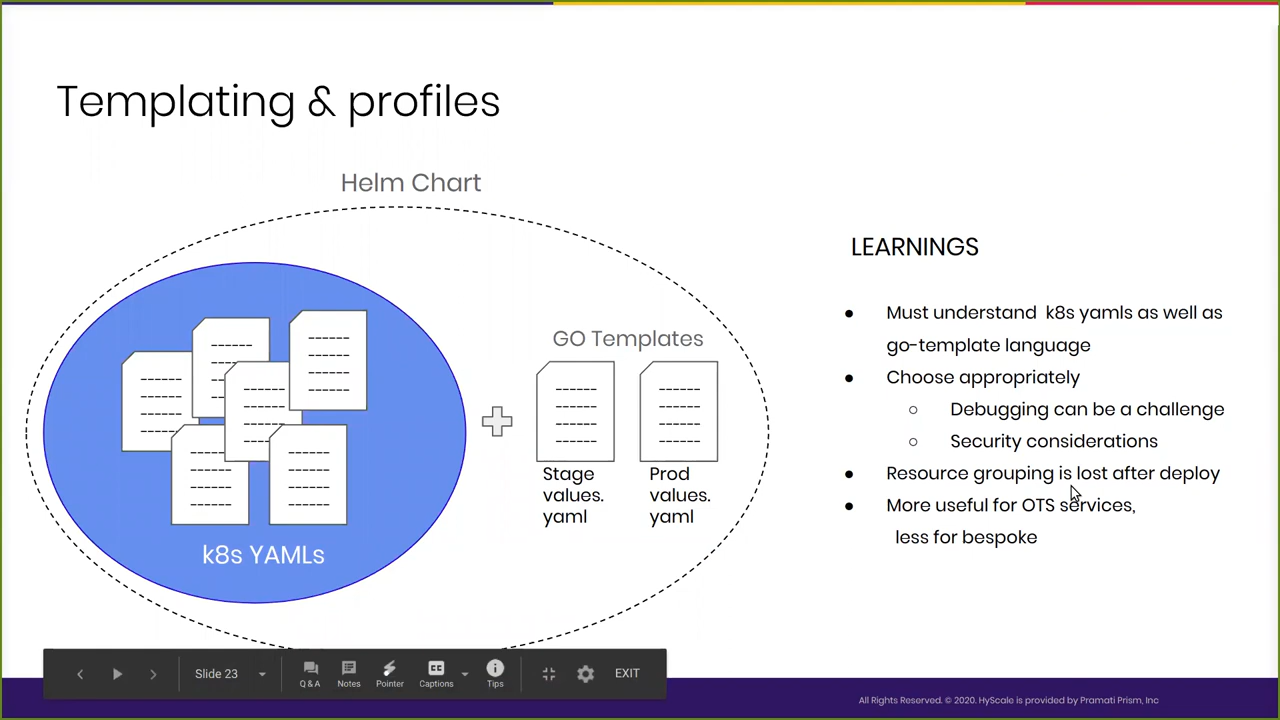 Templating & profiles
Helm Chart
GO Templates
Stage
values.
yaml
Prod
values.
yaml
k8s YAMLs
LEARNINGS
● Must understand k8s yamls as well as
go-template language
● Choose appropriately
○ Debugging can be a challenge
○ Security considerations
● Resource grouping is lost after deploy
● More useful for OTS services,
less for bespoke
Slide 23
Q & A
Notes
Pointer
CC
Captions
Tips
EXIT
All Rights Reserved. © 2020. HyScale is provided by Pramati Prism, Inc